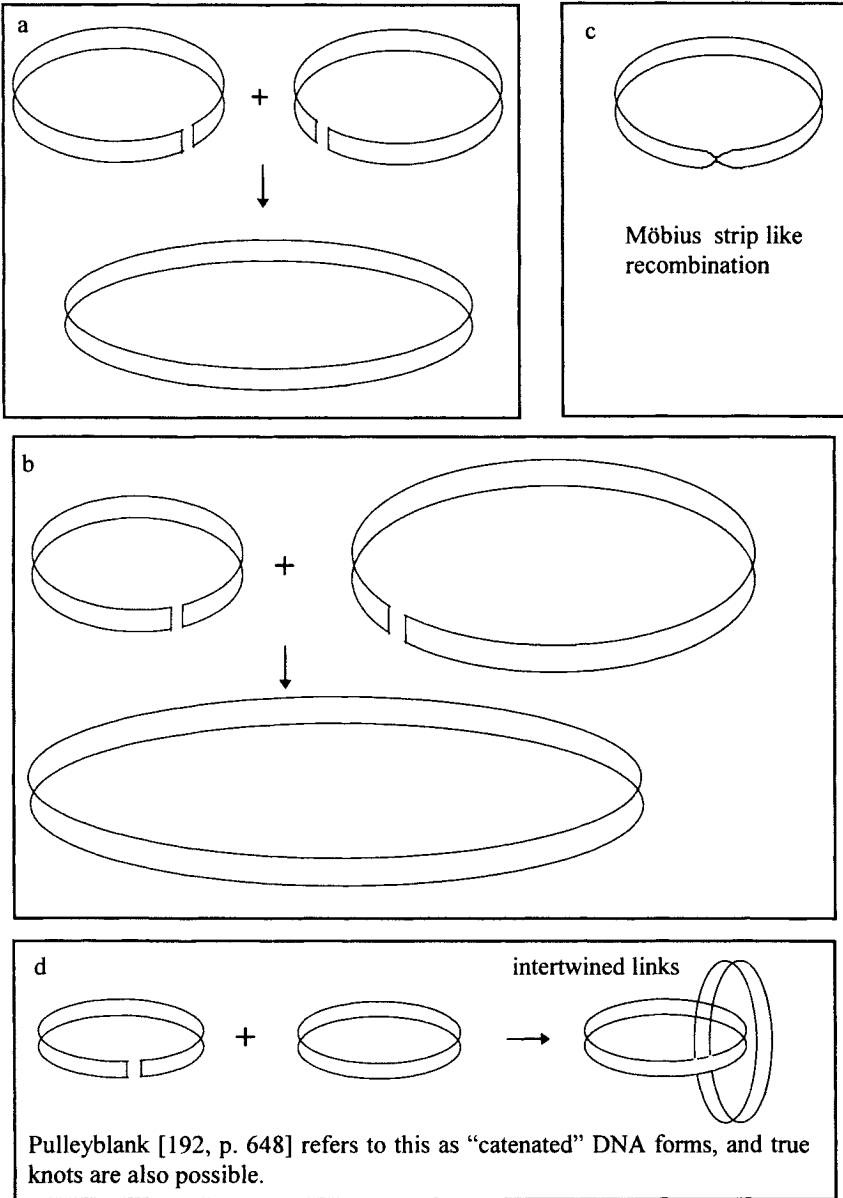 a
+
c
Möbius strip like
recombination
b
+
d
intertwined links
+
Pulleyblank [192, p. 648] refers to this as “catenated” DNA forms, and true
knots are also possible.